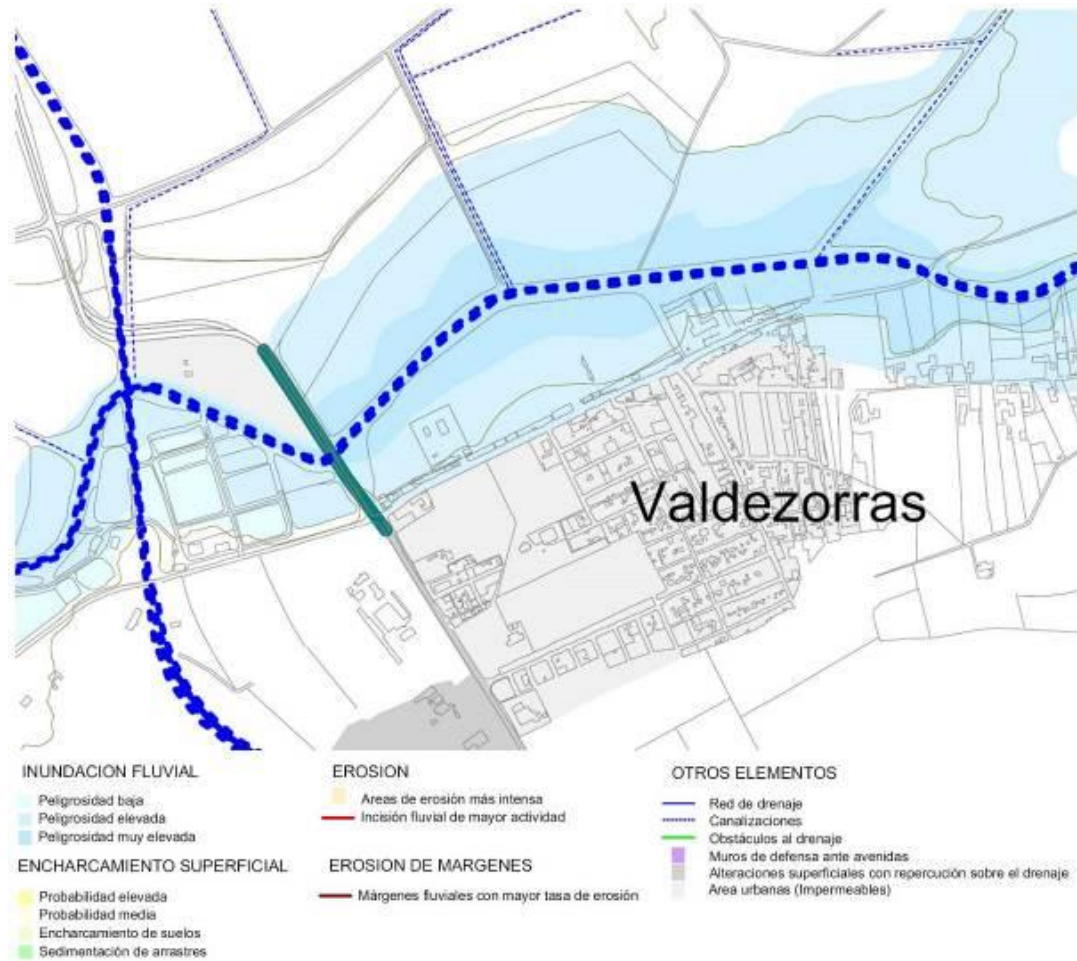 Valdezorras
INUNDACION FLUVIAL
Peligrosidad baja
Peligrosidad elevada
Peligrosidad muy elevada
ENCHARCAMIENTO SUPERFICIAL
Probabilidad elevada
Probabilidad media
Encharcamiento de suelos
Sedimentación de arrastres
EROSION
Areas de erosión más intensa
Incisión fluvial de mayor actividad
EROSION DE MARGENES
Márgenes fluviales con mayor tasa de erosión
OTROS ELEMENTOS
Red de drenaje
Canalizaciones
Obstáculos al drenaje
Muros de defensa ante avenidas
Alteraciones superficiales con repercución sobre el drenaje
Area urbanas (Impermeables)